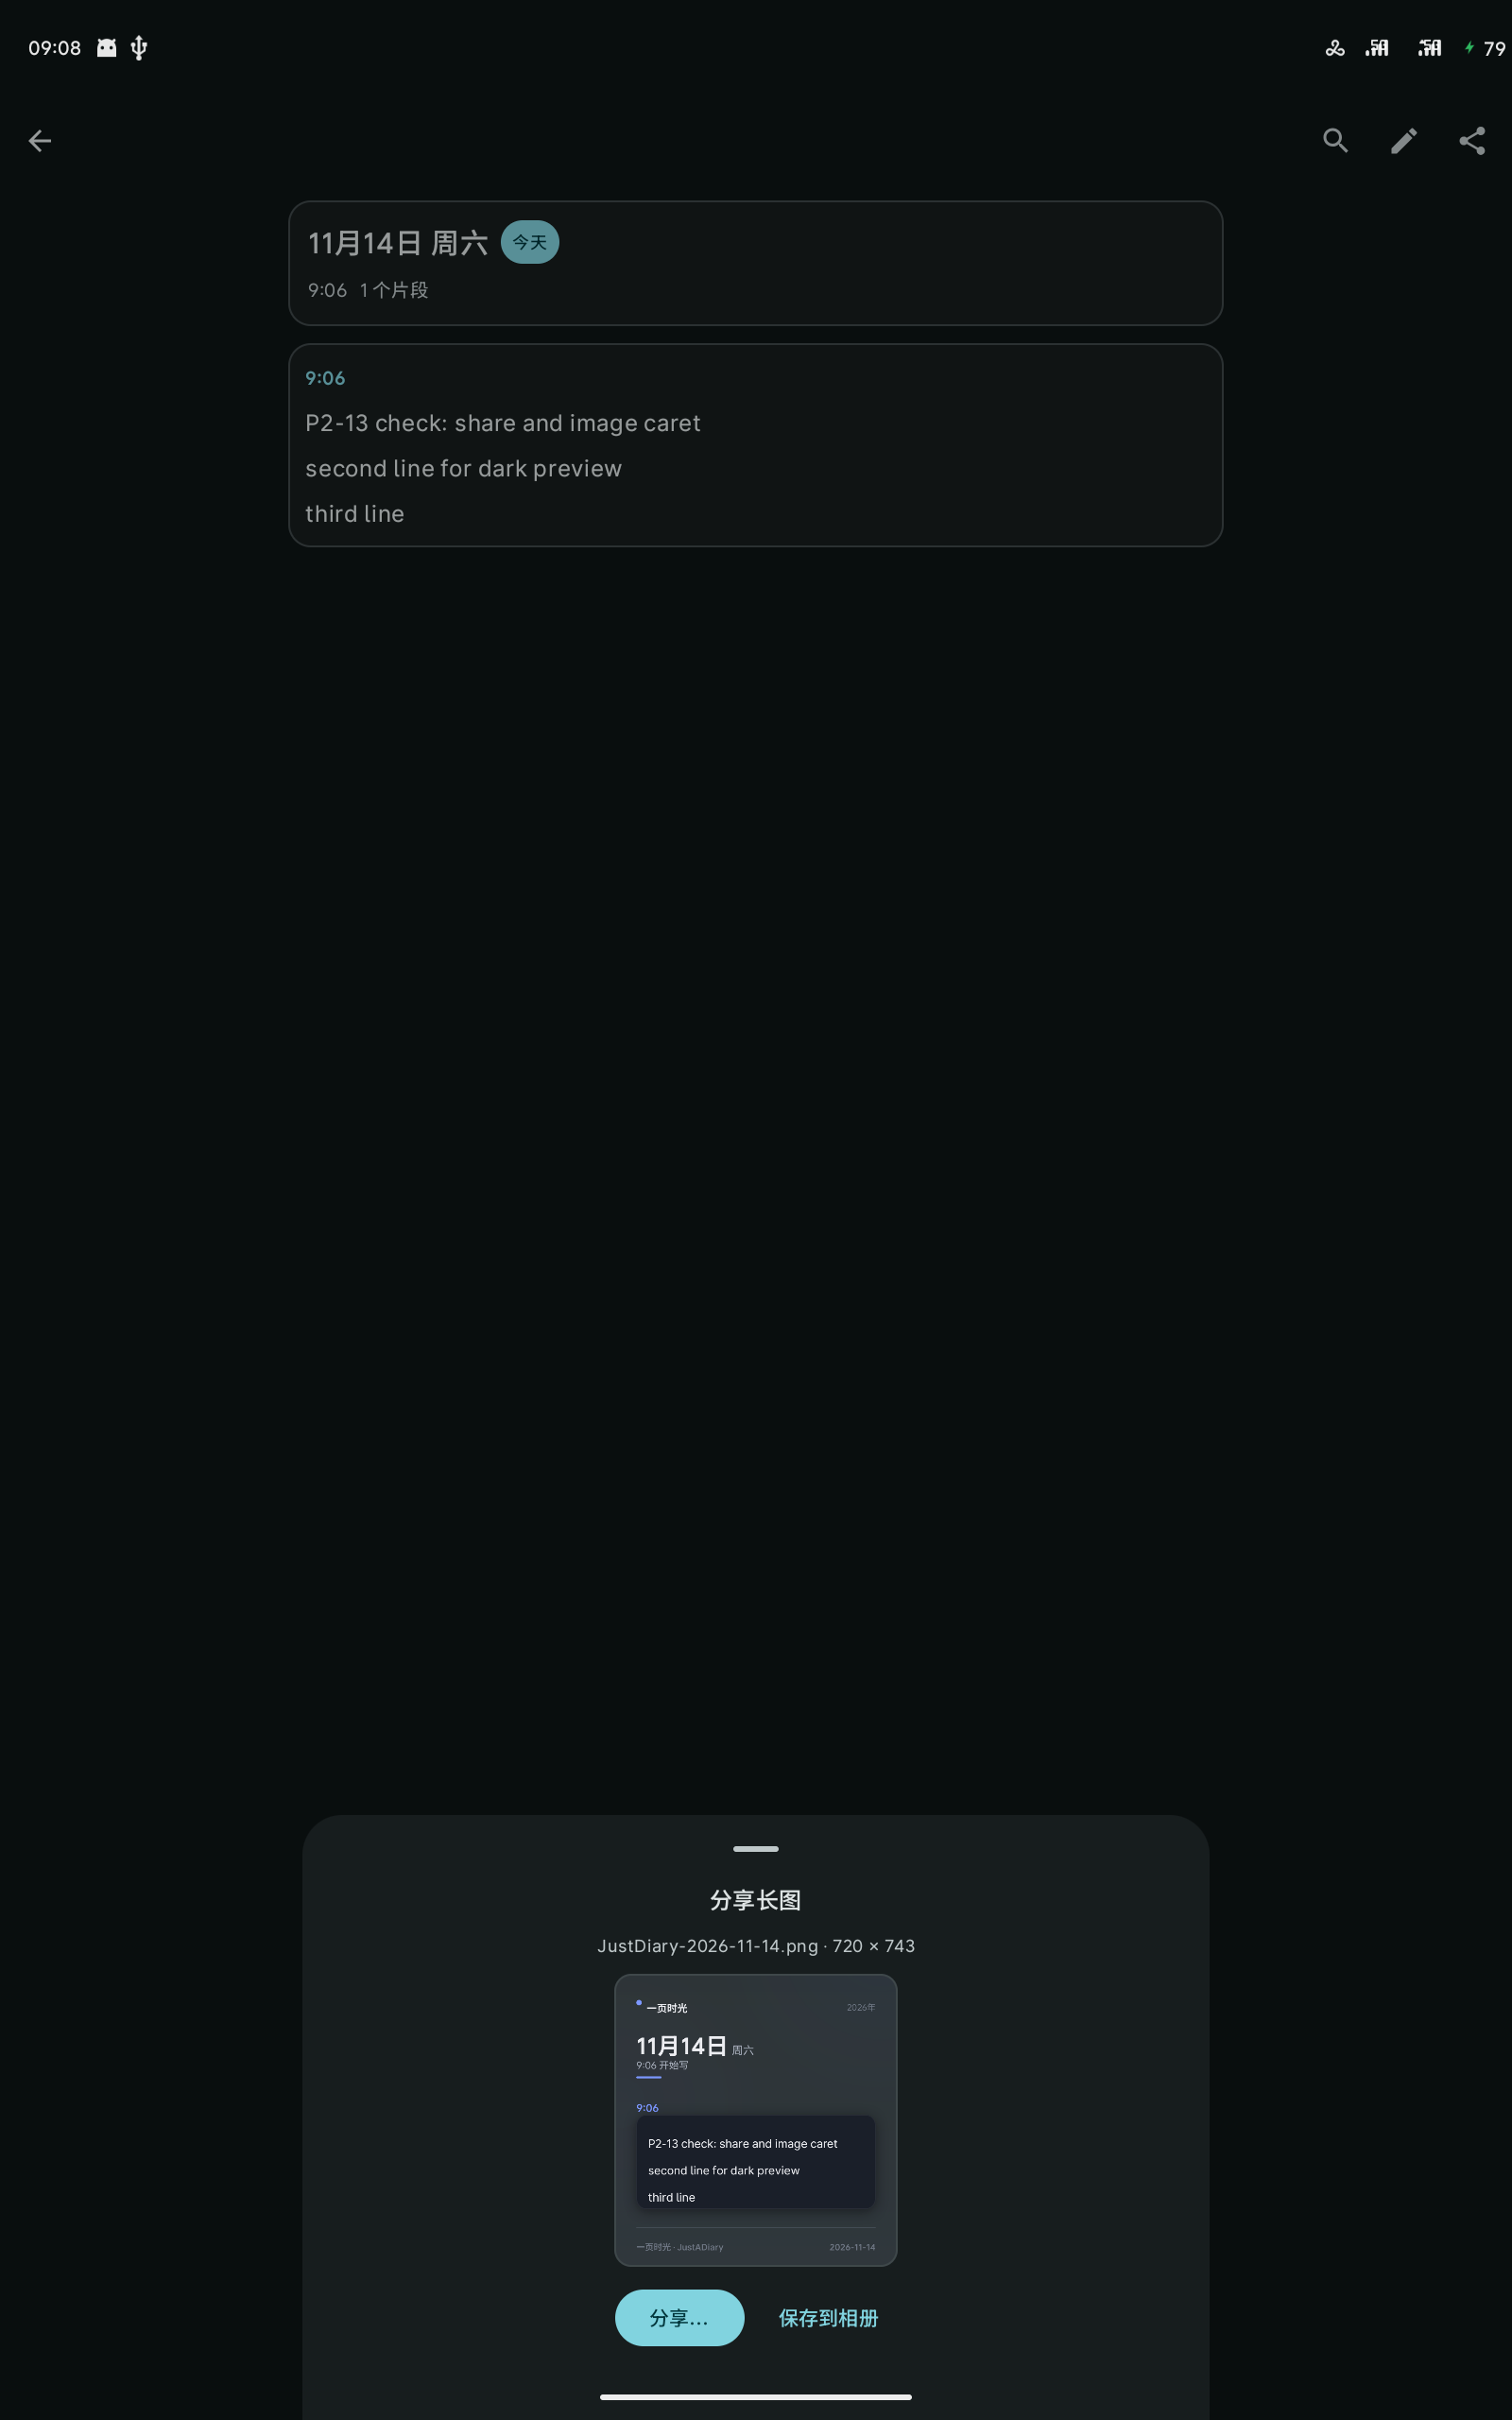 09:08
79
11月14日 周六 今天
9:06 1 个片段
9:06
P2-13 check: share and image caret
second line for dark preview
third line
分享长图
JustDiary-2026-11-14.png · 720 × 743
一页时光 2026年
11月14日 周六
9:06 开始写
9:06
P2-13 check: share and image caret
second line for dark preview
third line
一页时光 · JustADiary 2026-11-14
分享... 保存到相册